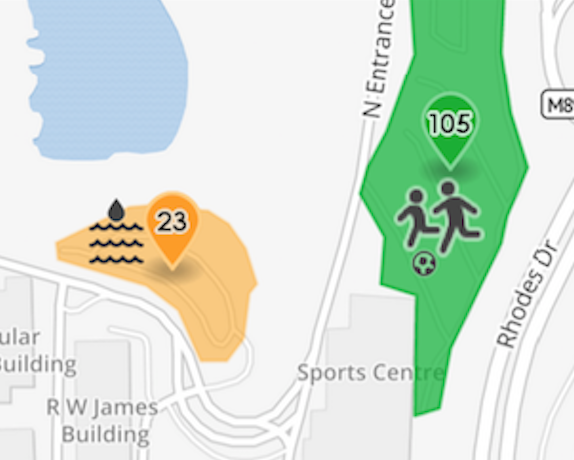 N Entrance
105
M8
23
Rhodes Dr
ular
Building
Sports Centre
R W James
Building